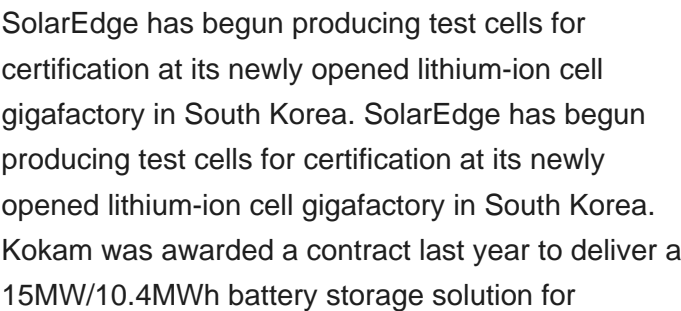 SolarEdge has begun producing test cells for
certification at its newly opened lithium-ion cell
gigafactory in South Korea. SolarEdge has begun
producing test cells for certification at its newly
opened lithium-ion cell gigafactory in South Korea.
Kokam was awarded a contract last year to deliver a
15MW/10.4MWh battery storage solution for